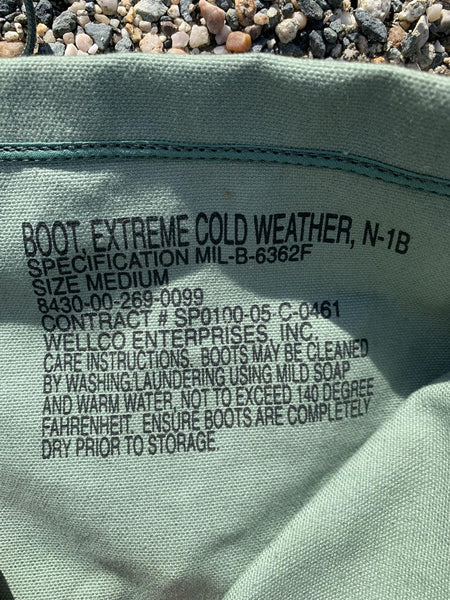 BOOT, EXTREME COLD WEATHER, N-1B
SPECIFICATION MIL-B-6362F
SIZE MEDIUM
8430-00-269-0099
CONTRACT # SP0100-05 C-0461
WELLCO ENTERPRISES, INC.
CARE INSTRUCTIONS. BOOTS MAY BE CLEANED
BY WASHING/LAUNDERING USING MILD SOAP
AND WARM WATER, NOT TO EXCEED 140 DEGREE
FAHRENHEIT. ENSURE BOOTS ARE COMPLETELY
DRY PRIOR TO STORAGE.